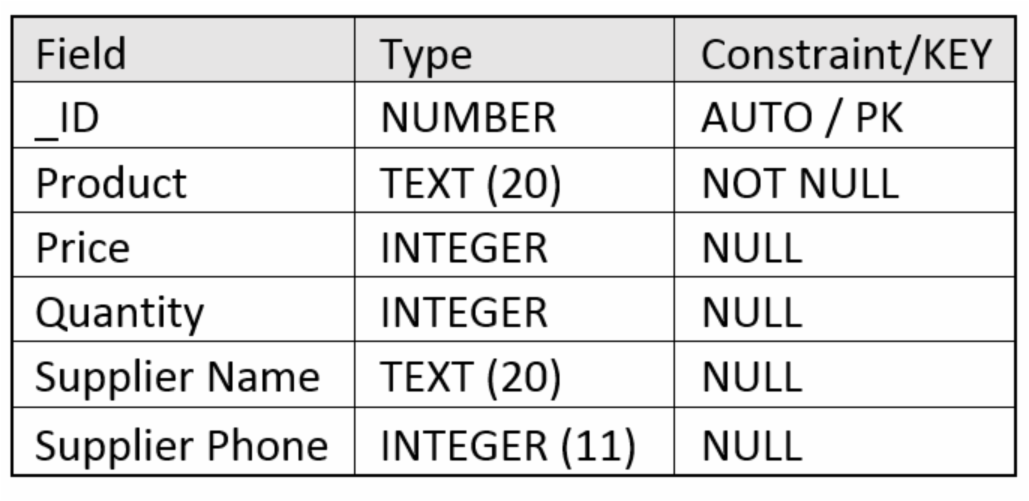 Field Type Constraint/KEY
_ID NUMBER AUTO / PK
Product TEXT (20) NOT NULL
Price INTEGER NULL
Quantity INTEGER NULL
Supplier Name TEXT (20) NULL
Supplier Phone INTEGER (11) NULL